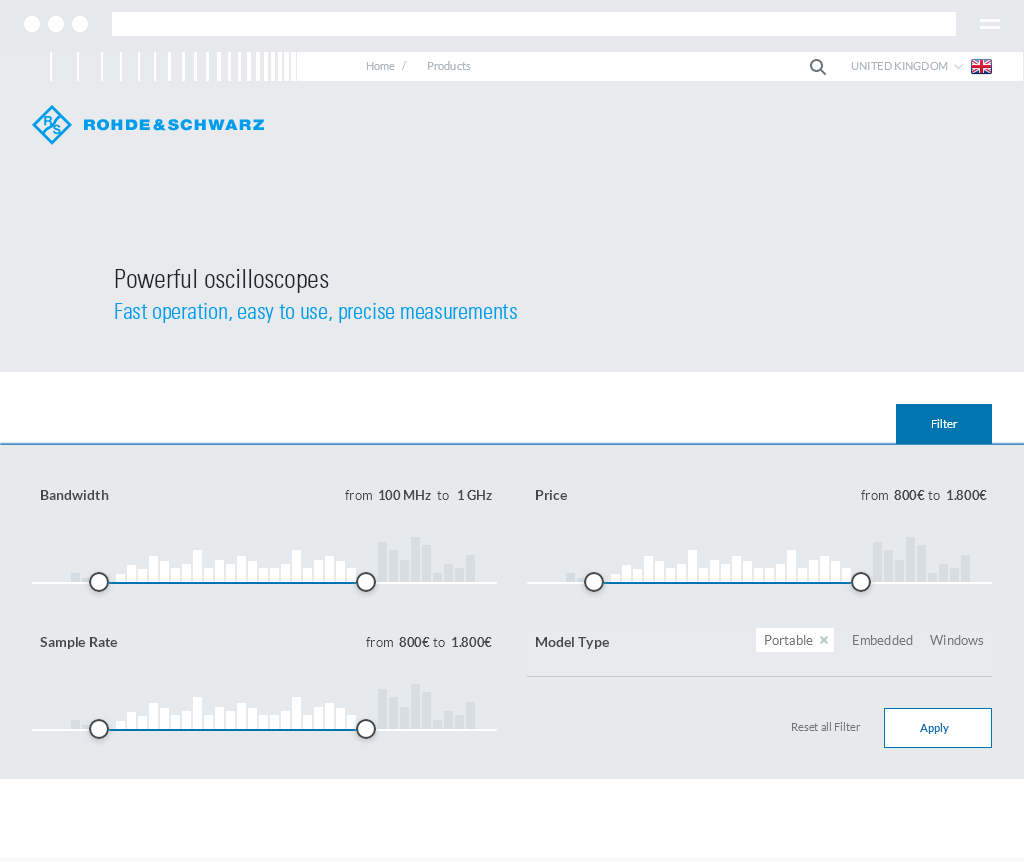 Home / Products
UNITED KINGDOM
RS ROHDE & SCHWARZ
Powerful oscilloscopes
Fast operation, easy to use, precise measurements
Filter
Bandwidth from 100 MHz to 1 GHz
Price from 800€ to 1.800€
Sample Rate from 800€ to 1.800€
Model Type Portable Embedded Windows
Reset all Filter
Apply